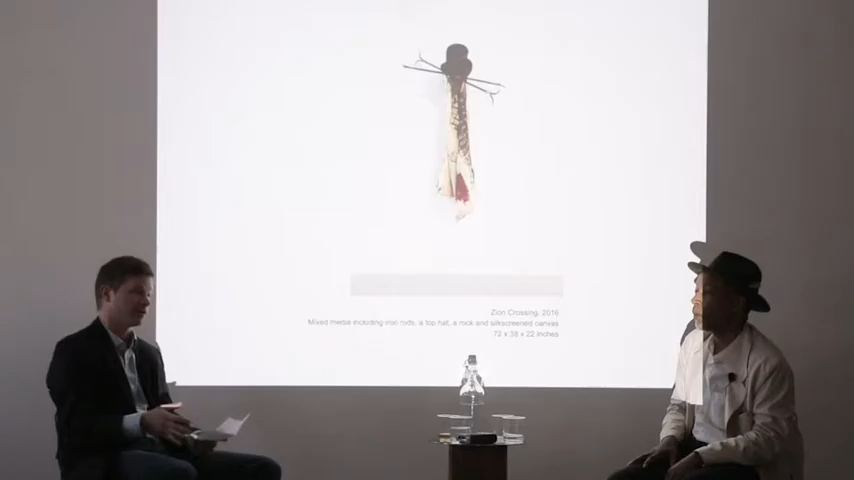 Zion Crossing, 2016
Mixed media including iron rods, a top hat, a rock and silkscreened canvas
72 x 38 x 22 inches